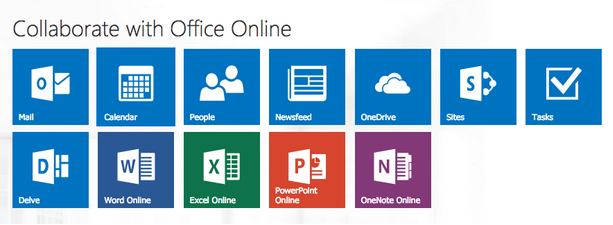 Collaborate with Office Online
Mail
Calendar
People
Newsfeed
OneDrive
Sites
Tasks
Delve
Word Online
Excel Online
PowerPoint
Online
OneNote Online